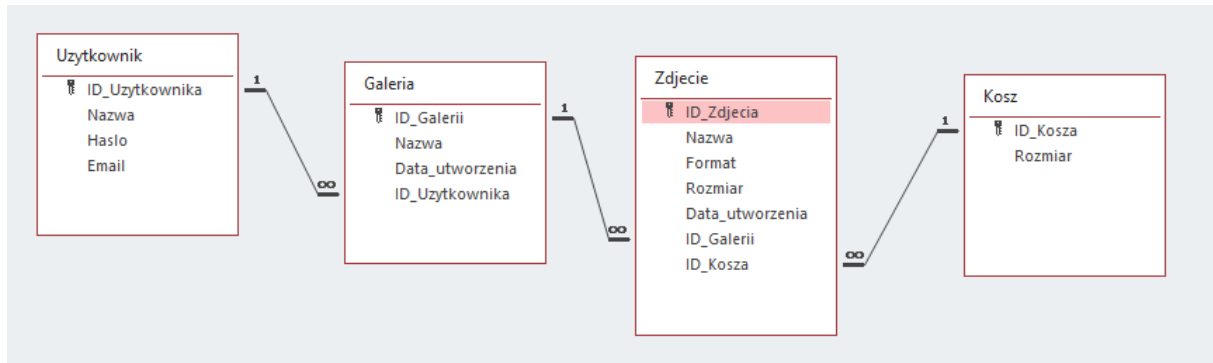 Uzytkownik
ID_Uzytkownika
Nazwa
Haslo
Email
1
∞
Galeria
ID_Galerii
Nazwa
Data_utworzenia
ID_Uzytkownika
1
∞
Zdjecie
ID_Zdjecia
Nazwa
Format
Rozmiar
Data_utworzenia
ID_Galerii
ID_Kosza
∞
1
Kosz
ID_Kosza
Rozmiar